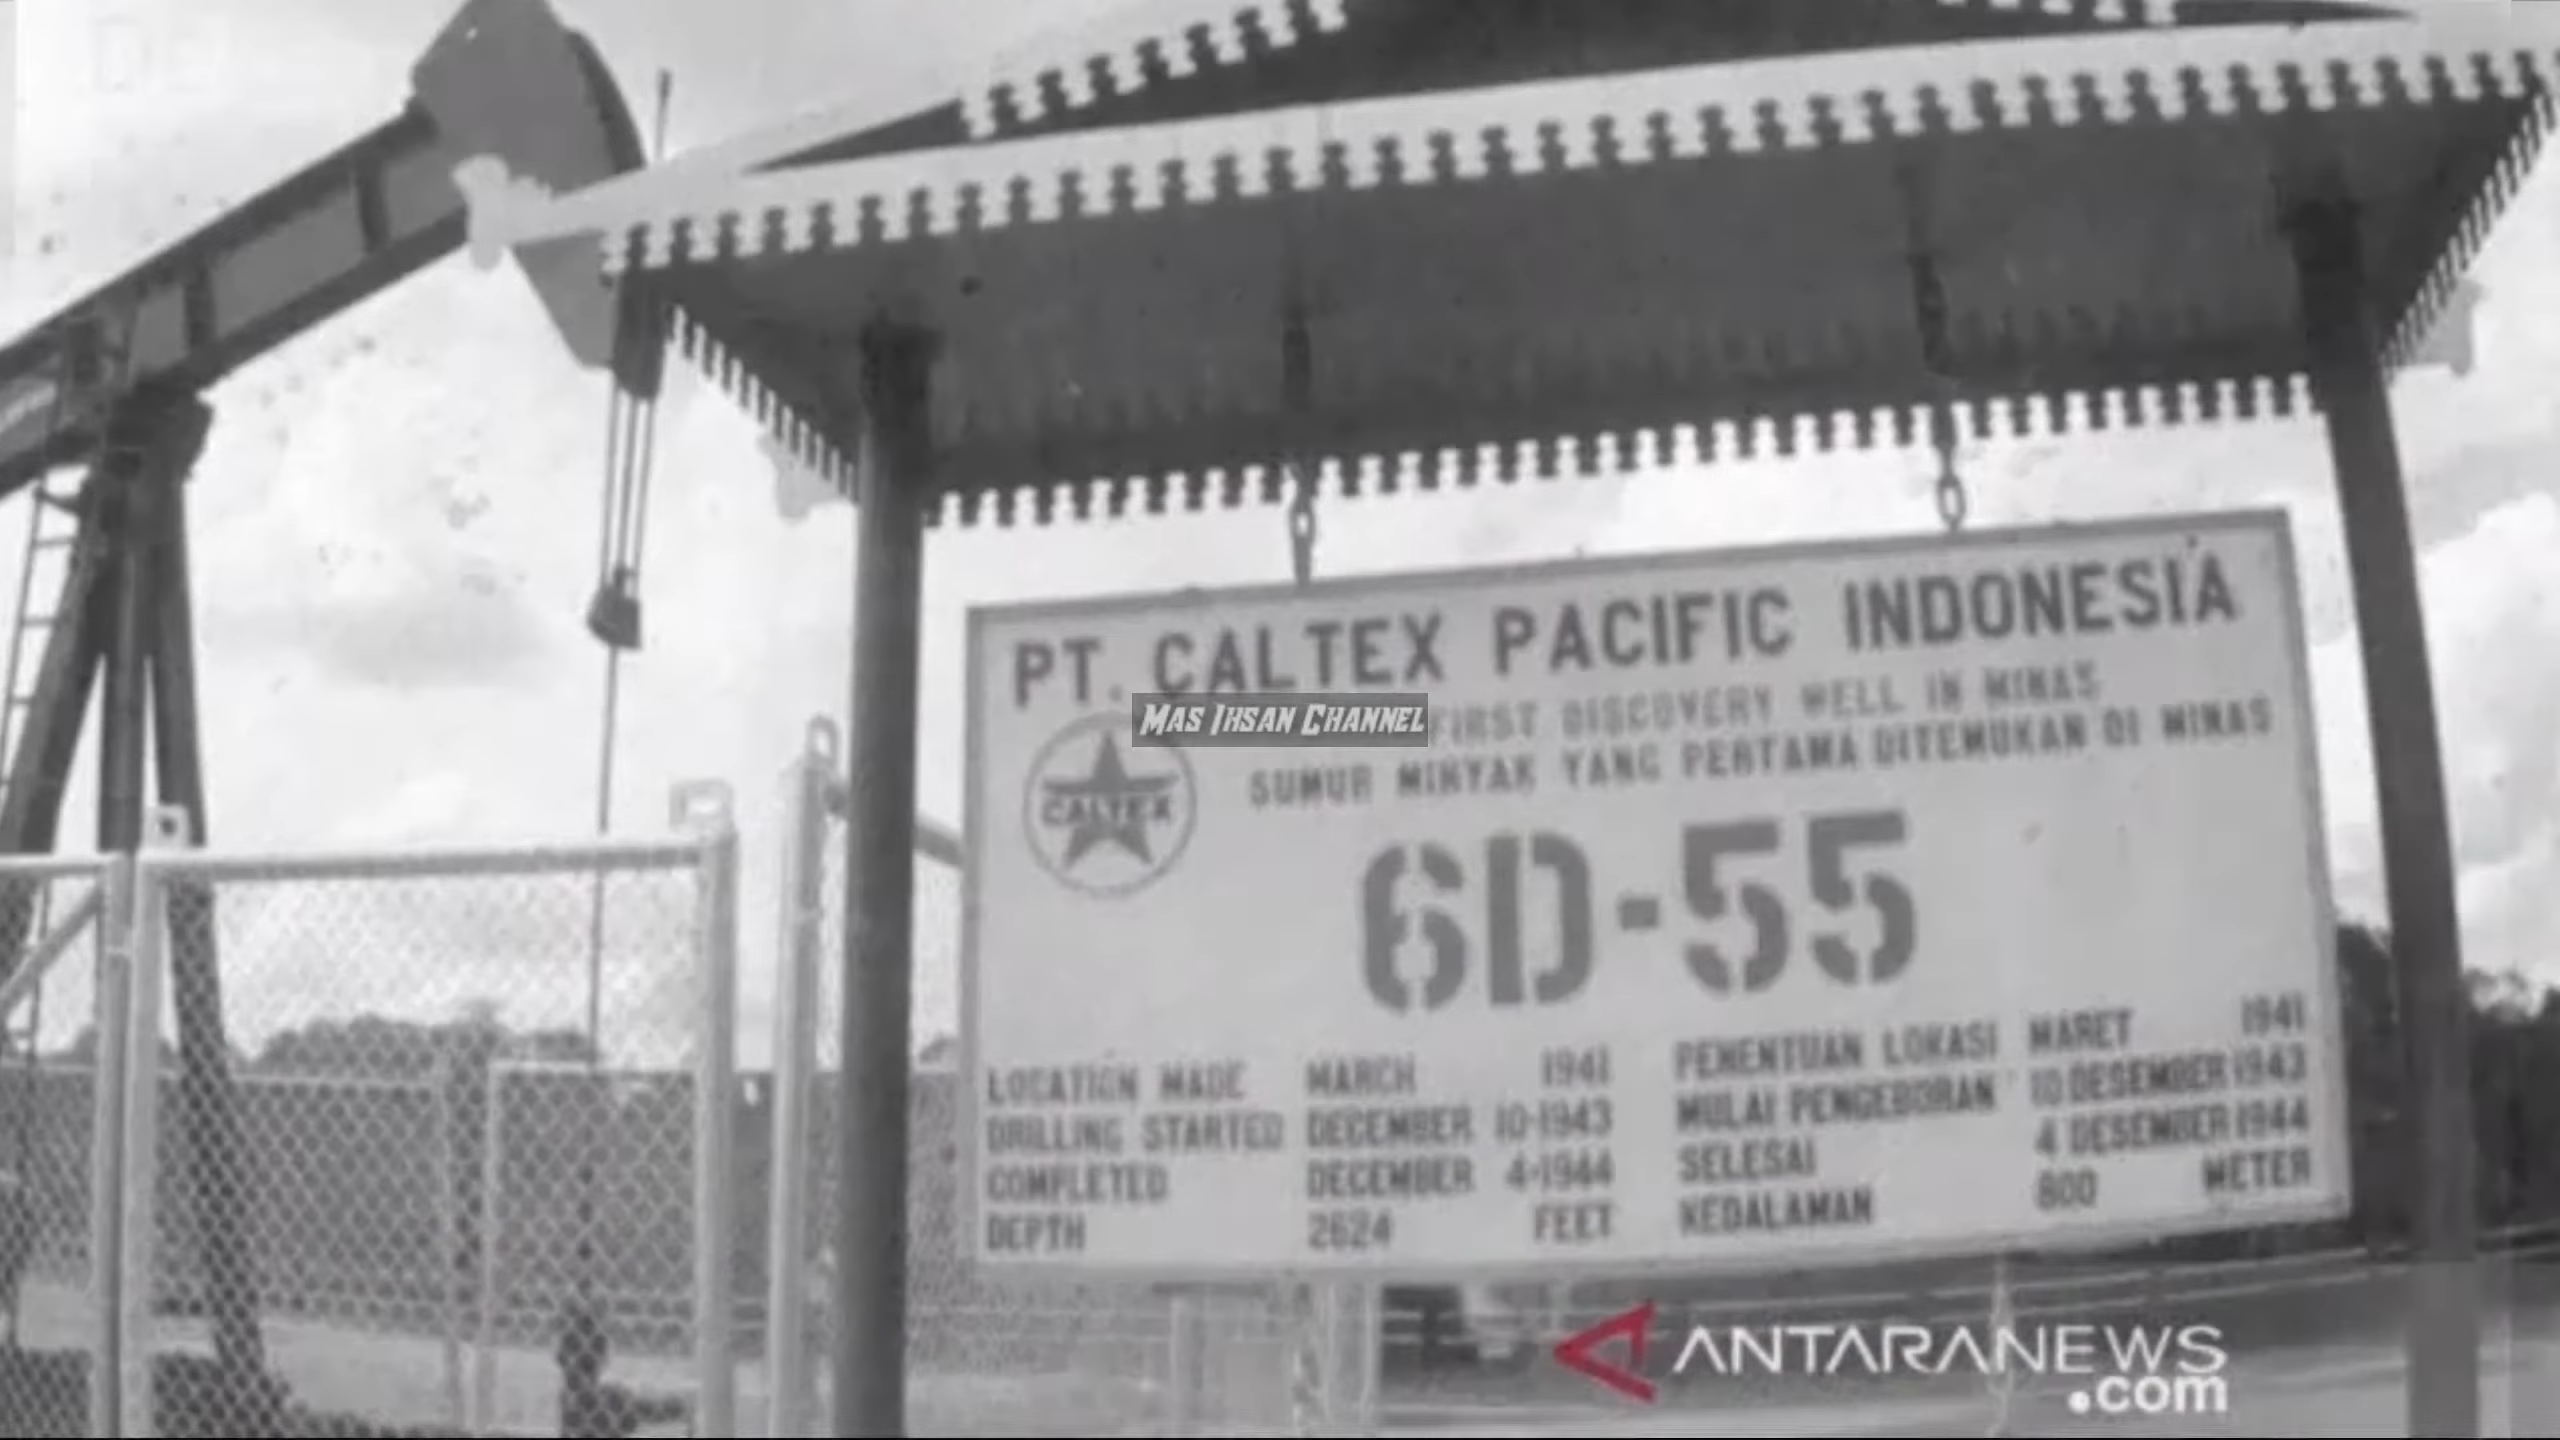 PT. CALTEX PACIFIC INDONESIA
MAS IHSAN CHANNEL
FIRST DISCOVERY WELL IN MINAS
SUMUR MINYAK YANG PERTAMA DITEMUKAN DI MINAS
CALTEX
6D-55
LOCATION MADE MARCH 1941
DRILLING STARTED DECEMBER 10-1943
COMPLETED DECEMBER 4-1944
DEPTH 2624 FEET
PENENTUAN LOKASI MARET 1941
MULAI PENGEBORAN 10 DESEMBER 1943
SELESAI 4 DESEMBER 1944
KEDALAMAN 800 METER
ANTARANEWS
.com